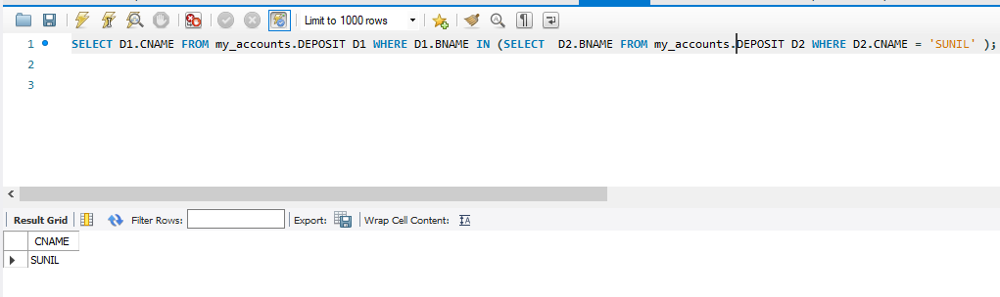 Limit to 1000 rows
1 SELECT D1.CNAME FROM my_accounts.DEPOSIT D1 WHERE D1.BNAME IN (SELECT  D2.BNAME FROM my_accounts.DEPOSIT D2 WHERE D2.CNAME = 'SUNIL' );
2
3
Result Grid Filter Rows: Export: Wrap Cell Content: IA
CNAME
SUNIL